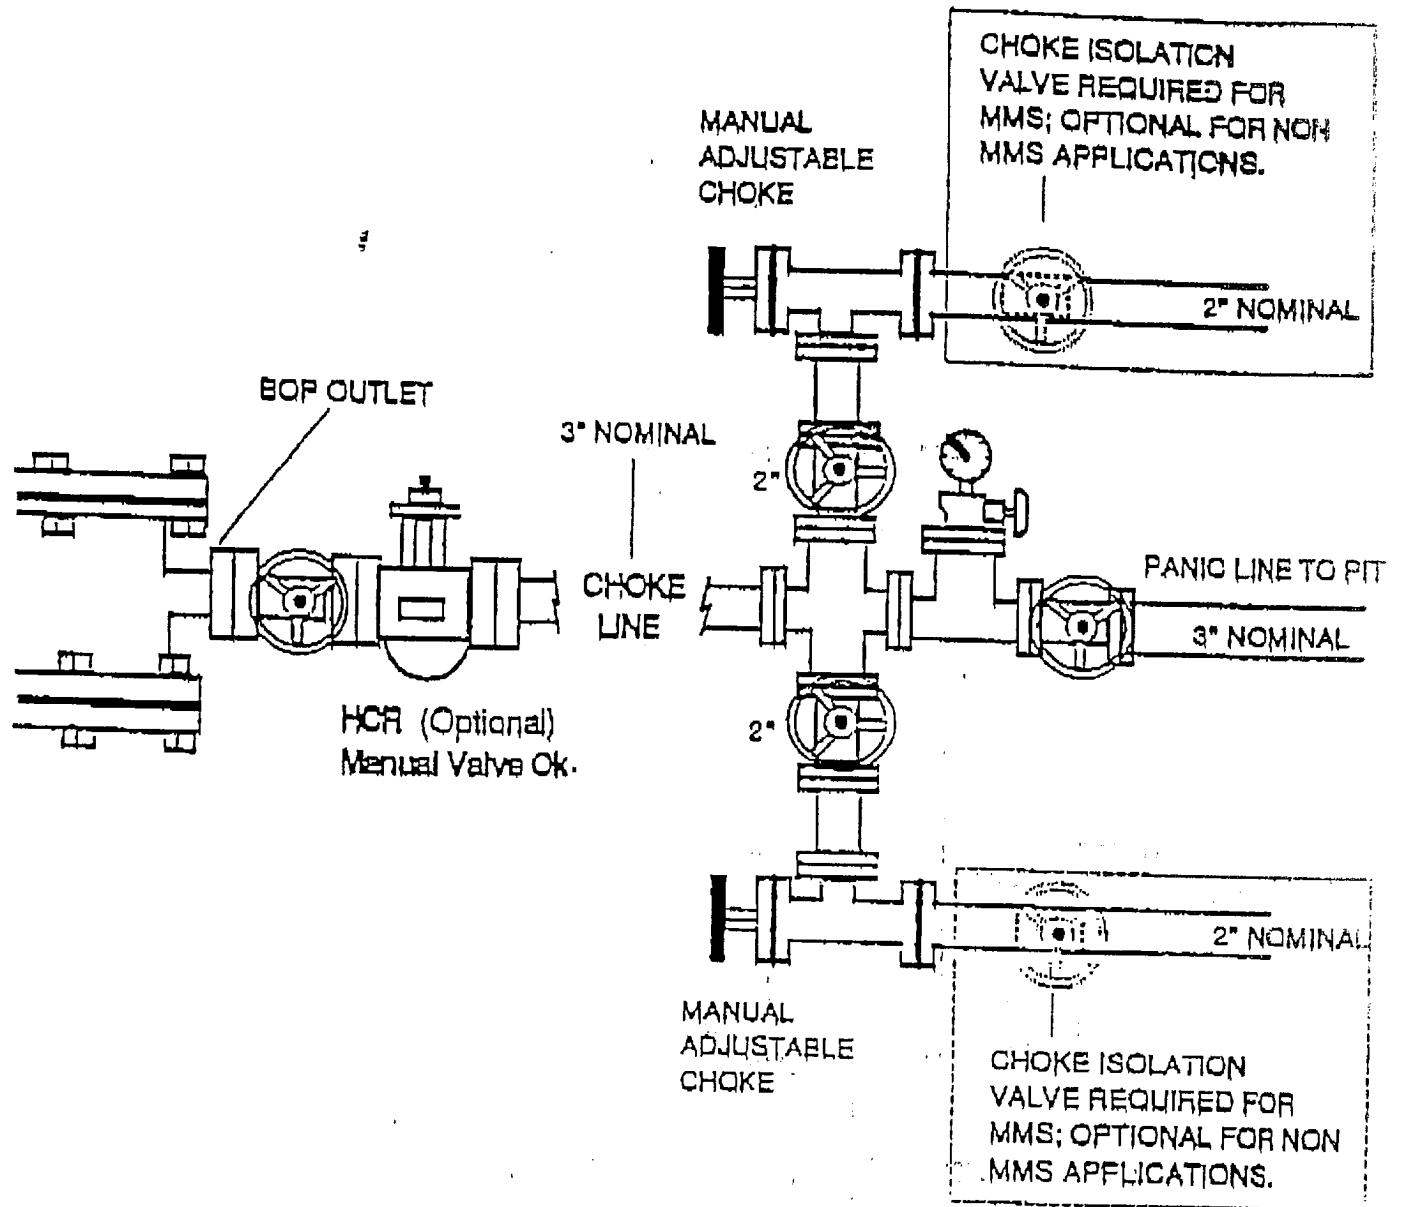 CHOKE ISOLATION
VALVE REQUIRED FOR
MMS; OPTIONAL FOR NON
MMS APPLICATIONS.
MANUAL
ADJUSTABLE
CHOKE
2" NOMINAL
BOP OUTLET
3" NOMINAL
2"
PANIC LINE TO PIT
CHOKE
LINE
3" NOMINAL
HCR (Optional)
Manual Valve Ok.
2"
2" NOMINAL
MANUAL
ADJUSTABLE
CHOKE
CHOKE ISOLATION
VALVE REQUIRED FOR
MMS; OPTIONAL FOR NON
MMS APPLICATIONS.